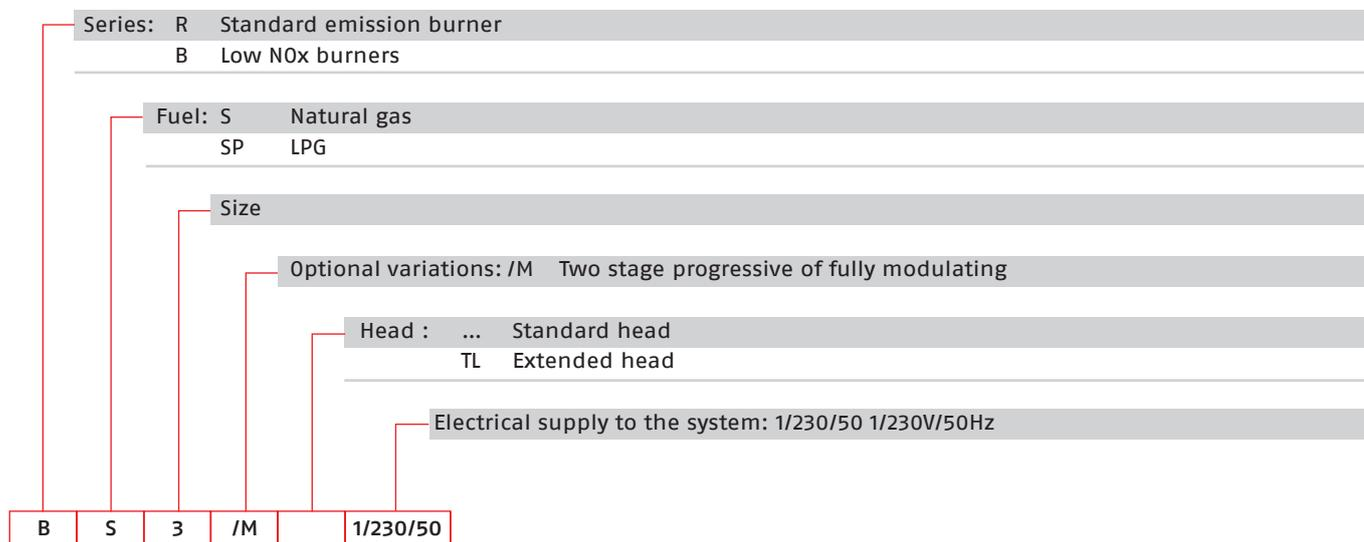 Series: R Standard emission burner
B Low NOx burners
Fuel: S Natural gas
SP LPG
Size
Optional variations: /M Two stage progressive of fully modulating
Head : ... Standard head
TL Extended head
Electrical supply to the system: 1/230/50 1/230V/50Hz
B S 3 /M 1/230/50